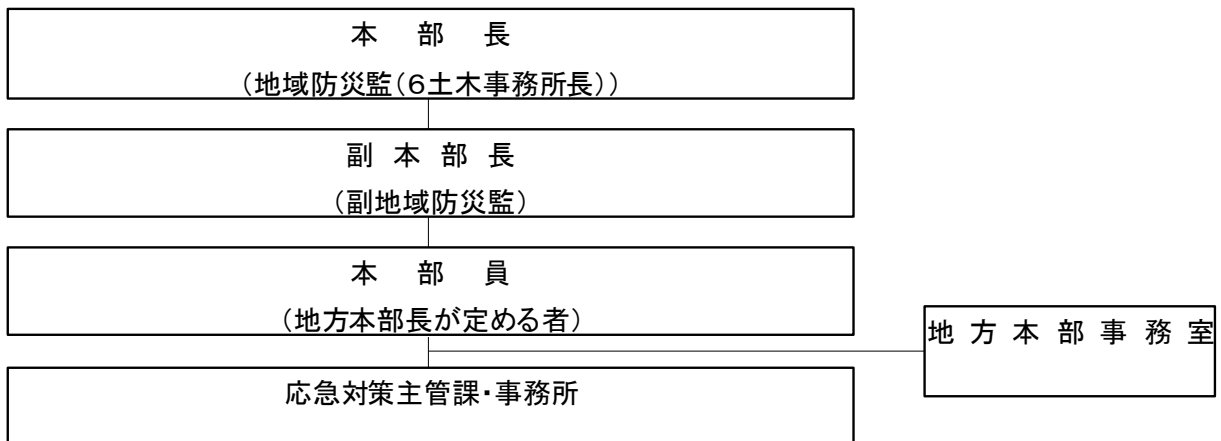 本 部 長
（地域防災監（６土木事務所長））
副 本 部 長
（副地域防災監）
本 部 員
（地方本部長が定める者）
地 方 本 部 事 務 室
応急対策主管課・事務所